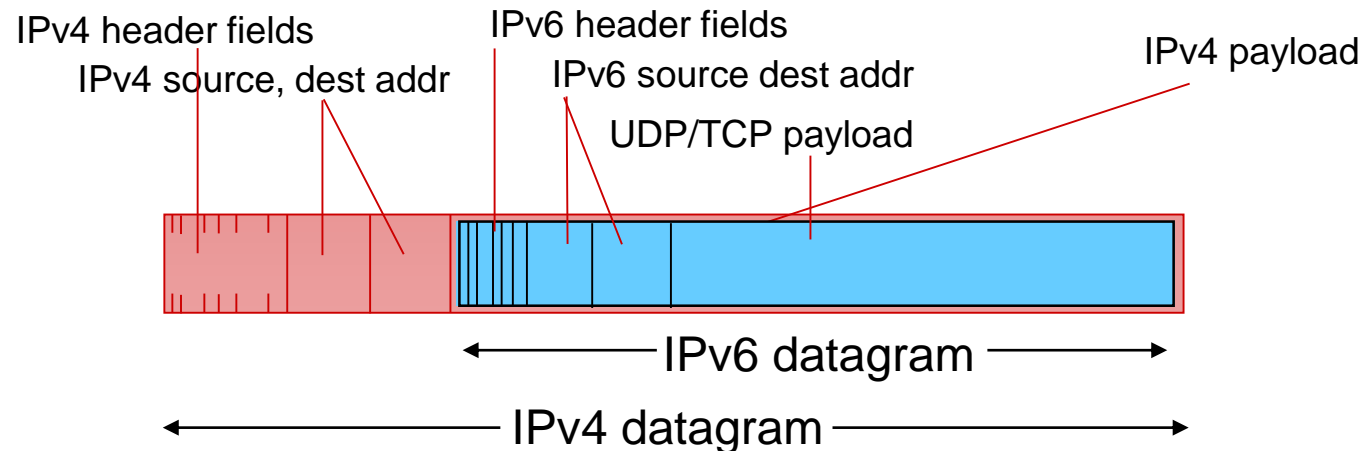 IPv4 header fields
IPv6 header fields
IPv4 payload
IPv4 source, dest addr
IPv6 source dest addr
UDP/TCP payload
IPv6 datagram
IPv4 datagram